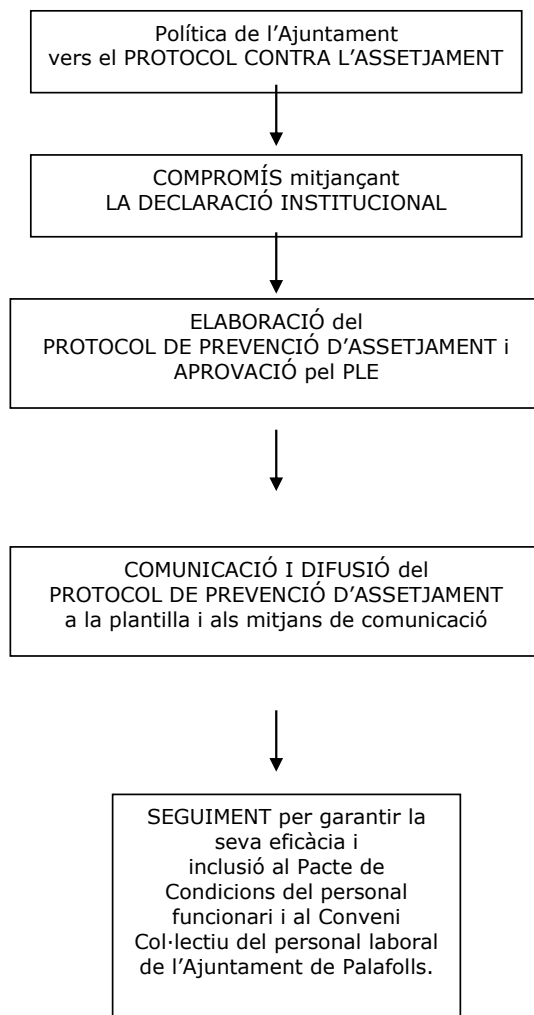 Política de l’Ajuntament
vers el PROTOCOL CONTRA L’ASSETJAMENT
COMPROMÍS mitjançant
LA DECLARACIÓ INSTITUCIONAL
ELABORACIÓ del
PROTOCOL DE PREVENCIÓ D’ASSETJAMENT i
APROVACIÓ pel PLE
COMUNICACIÓ I DIFUSIÓ del
PROTOCOL DE PREVENCIÓ D’ASSETJAMENT
a la plantilla i als mitjans de comunicació
SEGUIMENT per garantir la
seva eficàcia i
inclusió al Pacte de
Condicions del personal
funcionari i al Conveni
Col·lectiu del personal laboral
de l’Ajuntament de Palafolls.